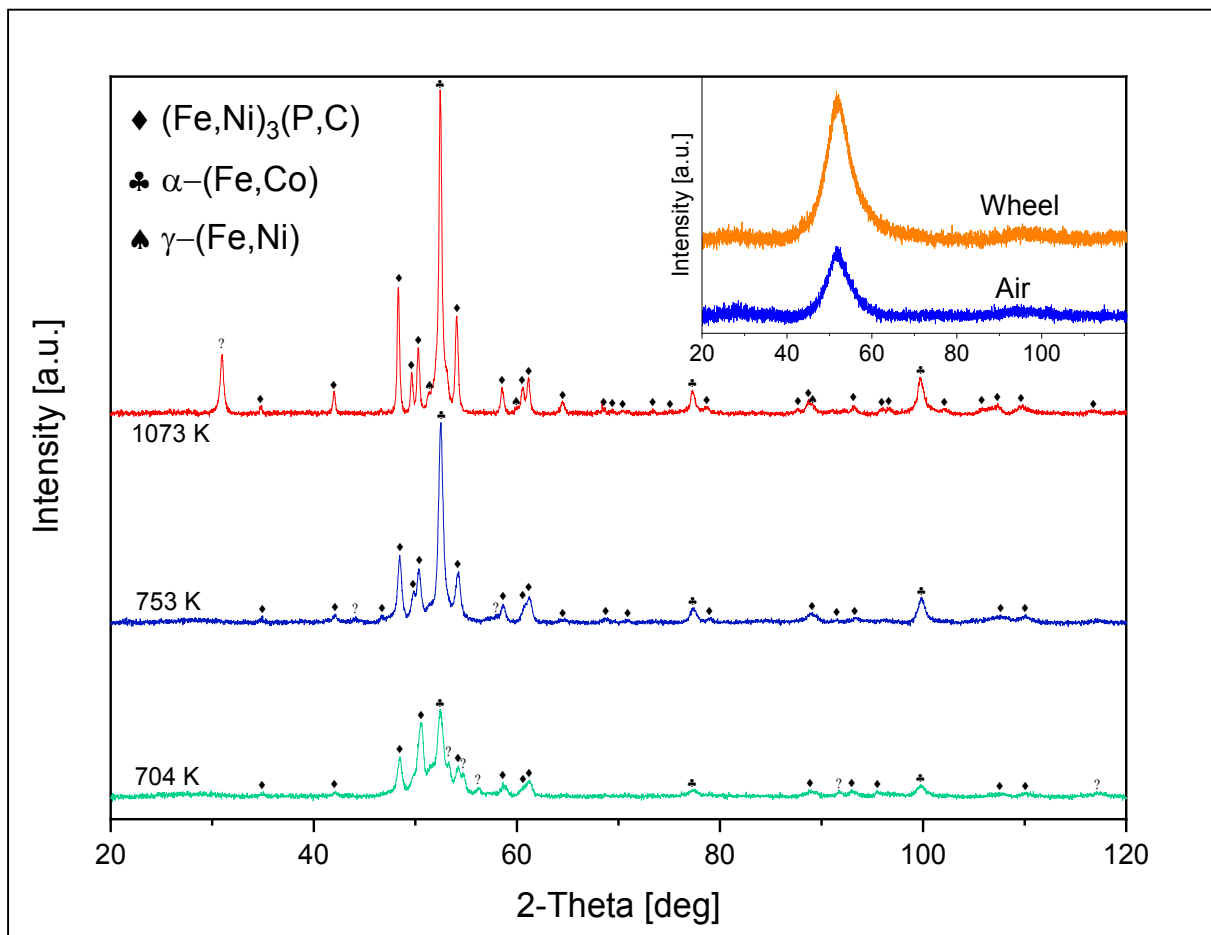 ♦ (Fe,Ni)₃(P,C)
♣ α–(Fe,Co)
♠ γ–(Fe,Ni)
Intensity [a.u.]
Wheel
Air
20 40 60 80 100
?
1073 K
753 K
? ?
704 K
? ? ? ? ?
Intensity [a.u.]
20 40 60 80 100 120
2-Theta [deg]